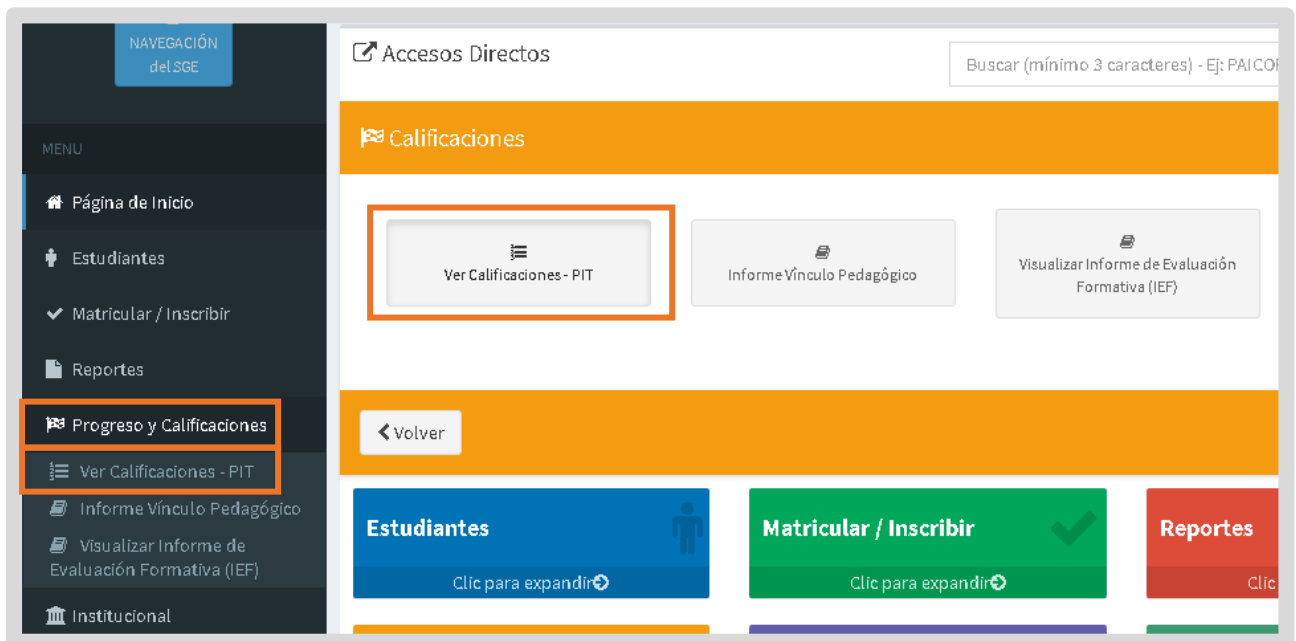 NAVEGACIÓN
del SGE
MENU
Página de Inicio
Estudiantes
Matricular / Inscribir
Reportes
Progreso y Calificaciones
Ver Calificaciones - PIT
Informe Vínculo Pedagógico
Visualizar Informe de
Evaluación Formativa (IEF)
Institucional
Accesos Directos
Buscar (mínimo 3 caracteres) - Ej: PAICO
Calificaciones
Ver Calificaciones - PIT
Informe Vínculo Pedagógico
Visualizar Informe de Evaluación
Formativa (IEF)
Volver
Estudiantes
Clic para expandir
Matricular / Inscribir
Clic para expandir
Reportes
Clic